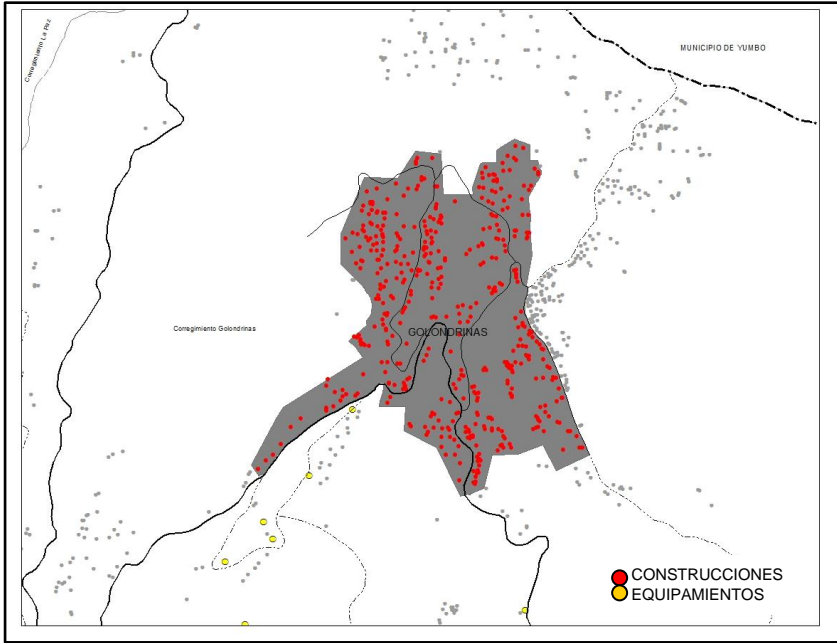 Corregimiento La Paz
MUNICIPIO DE YUMBO
Corregimiento Golondrinas
GOLONDRINAS
CONSTRUCCIONES
EQUIPAMIENTOS